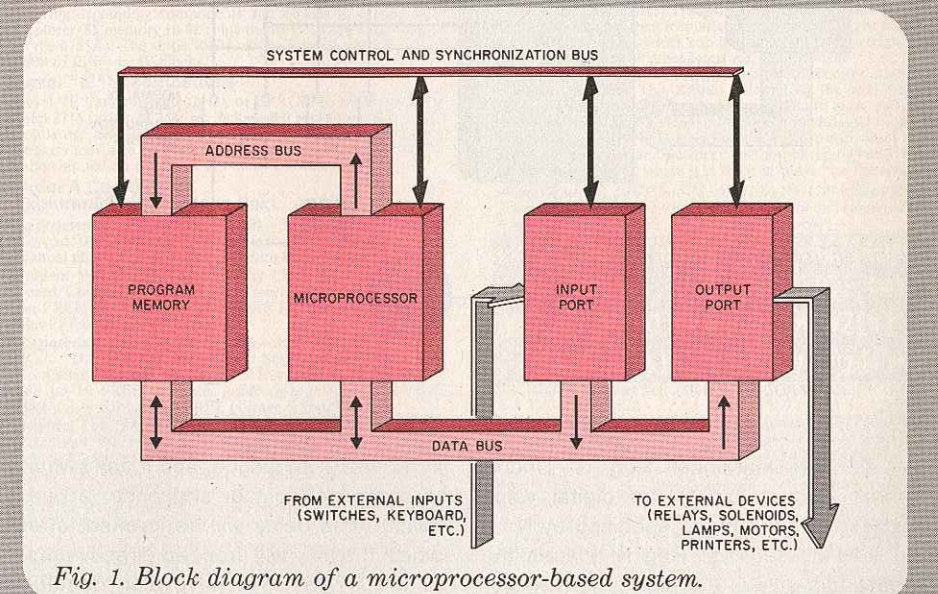 SYSTEM CONTROL AND SYNCHRONIZATION BUS
ADDRESS BUS
PROGRAM
MEMORY
MICROPROCESSOR
INPUT
PORT
OUTPUT
PORT
DATA BUS
FROM EXTERNAL INPUTS
(SWITCHES, KEYBOARD,
ETC.)
TO EXTERNAL DEVICES
(RELAYS, SOLENOIDS,
LAMPS, MOTORS,
PRINTERS, ETC.)
Fig. 1. Block diagram of a microprocessor-based system.